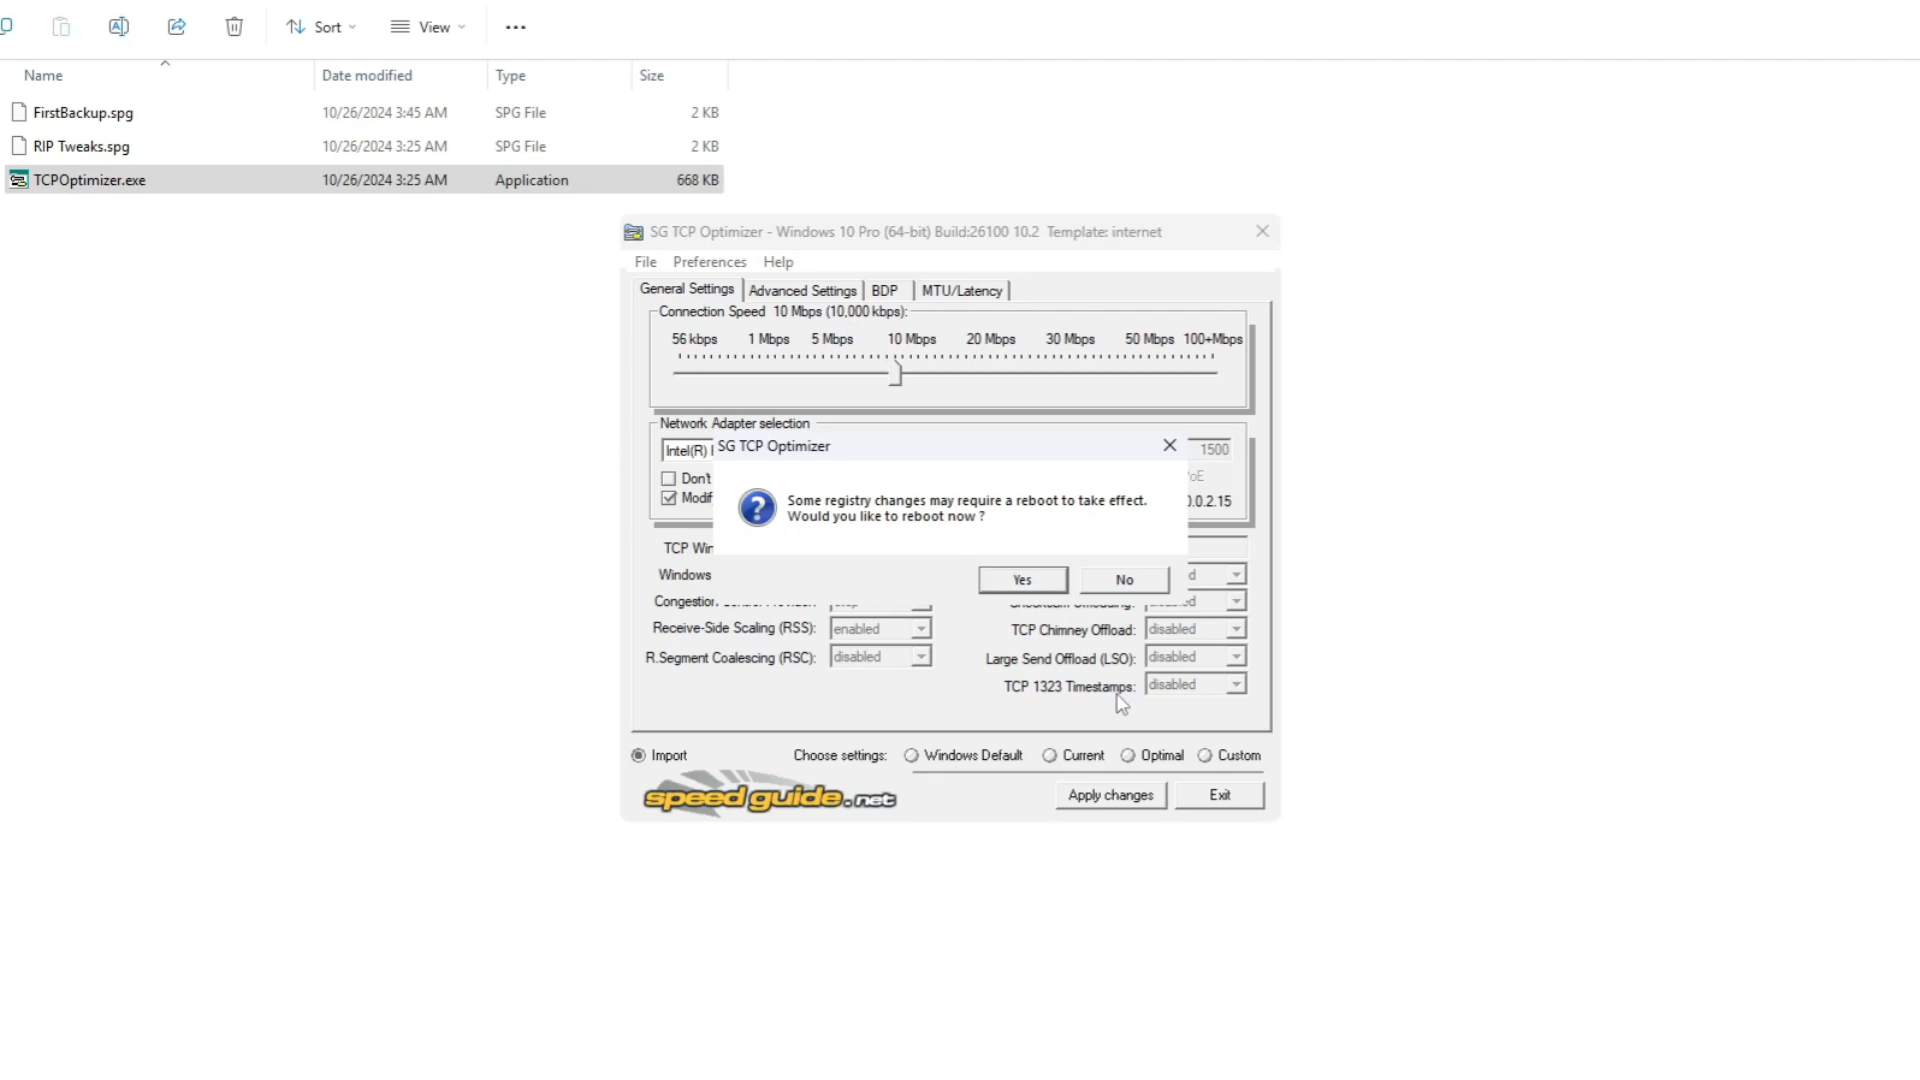 Sort
View
Name
Date modified
Type
Size
FirstBackup.spg
10/26/2024 3:45 AM
SPG File
2 KB
RIP Tweaks.spg
10/26/2024 3:25 AM
SPG File
2 KB
TCPOptimizer.exe
10/26/2024 3:25 AM
Application
668 KB
SG TCP Optimizer - Windows 10 Pro (64-bit) Build:26100 10.2 Template: internet
File Preferences Help
General Settings Advanced Settings BDP MTU/Latency
Connection Speed 10 Mbps (10,000 kbps):
56 kbps 1 Mbps 5 Mbps 10 Mbps 20 Mbps 30 Mbps 50 Mbps 100+Mbps
Network Adapter selection
Intel(R)
1500
SG TCP Optimizer
Some registry changes may require a reboot to take effect.
Would you like to reboot now ?
Yes
No
Windows
Receive-Side Scaling (RSS): enabled
TCP Chimney Offload: disabled
R.Segment Coalescing (RSC): disabled
Large Send Offload (LSO): disabled
TCP 1323 Timestamps: disabled
Import
Choose settings: Windows Default Current Optimal Custom
speedguide.net
Apply changes
Exit